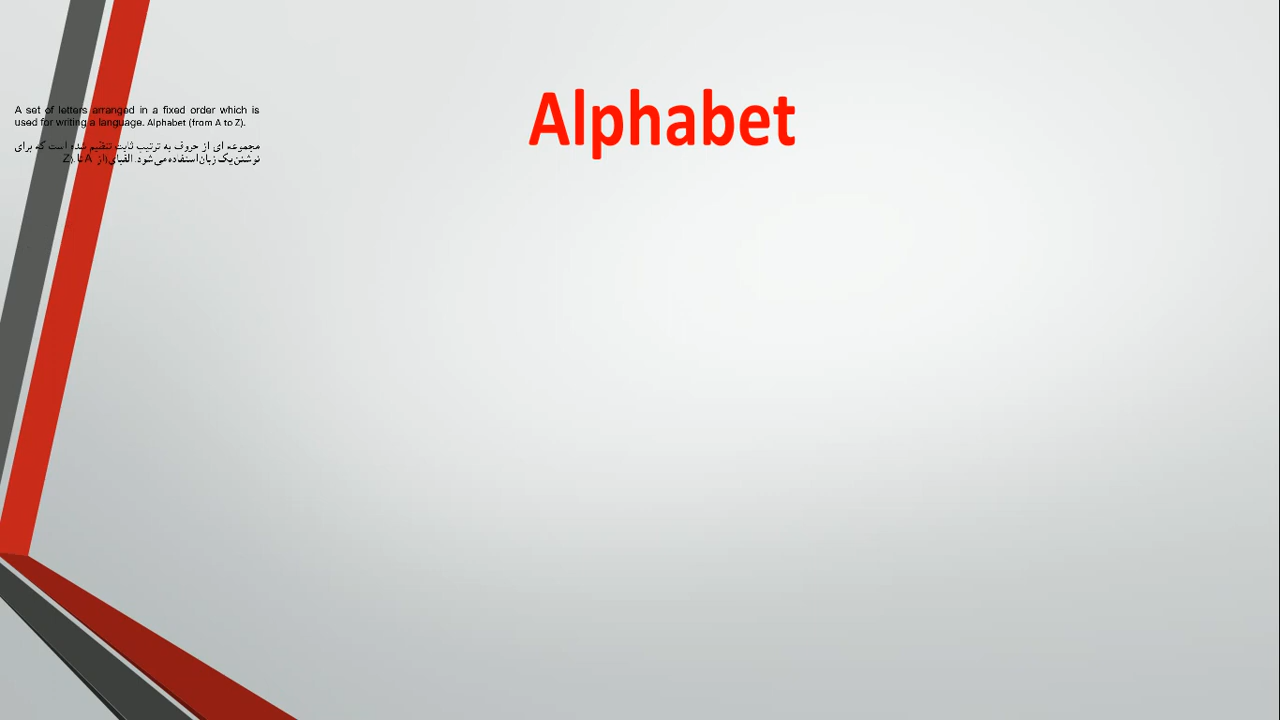 Alphabet
A set of letters arranged in a fixed order which is
used for writing a language. Alphabet (from A to Z).
مجموعه ای از حروف به ترتیب ثابت تنظیم شده است که برای
نوشتن یک زبان استفاده می شود. الفبای(از A تا Z).